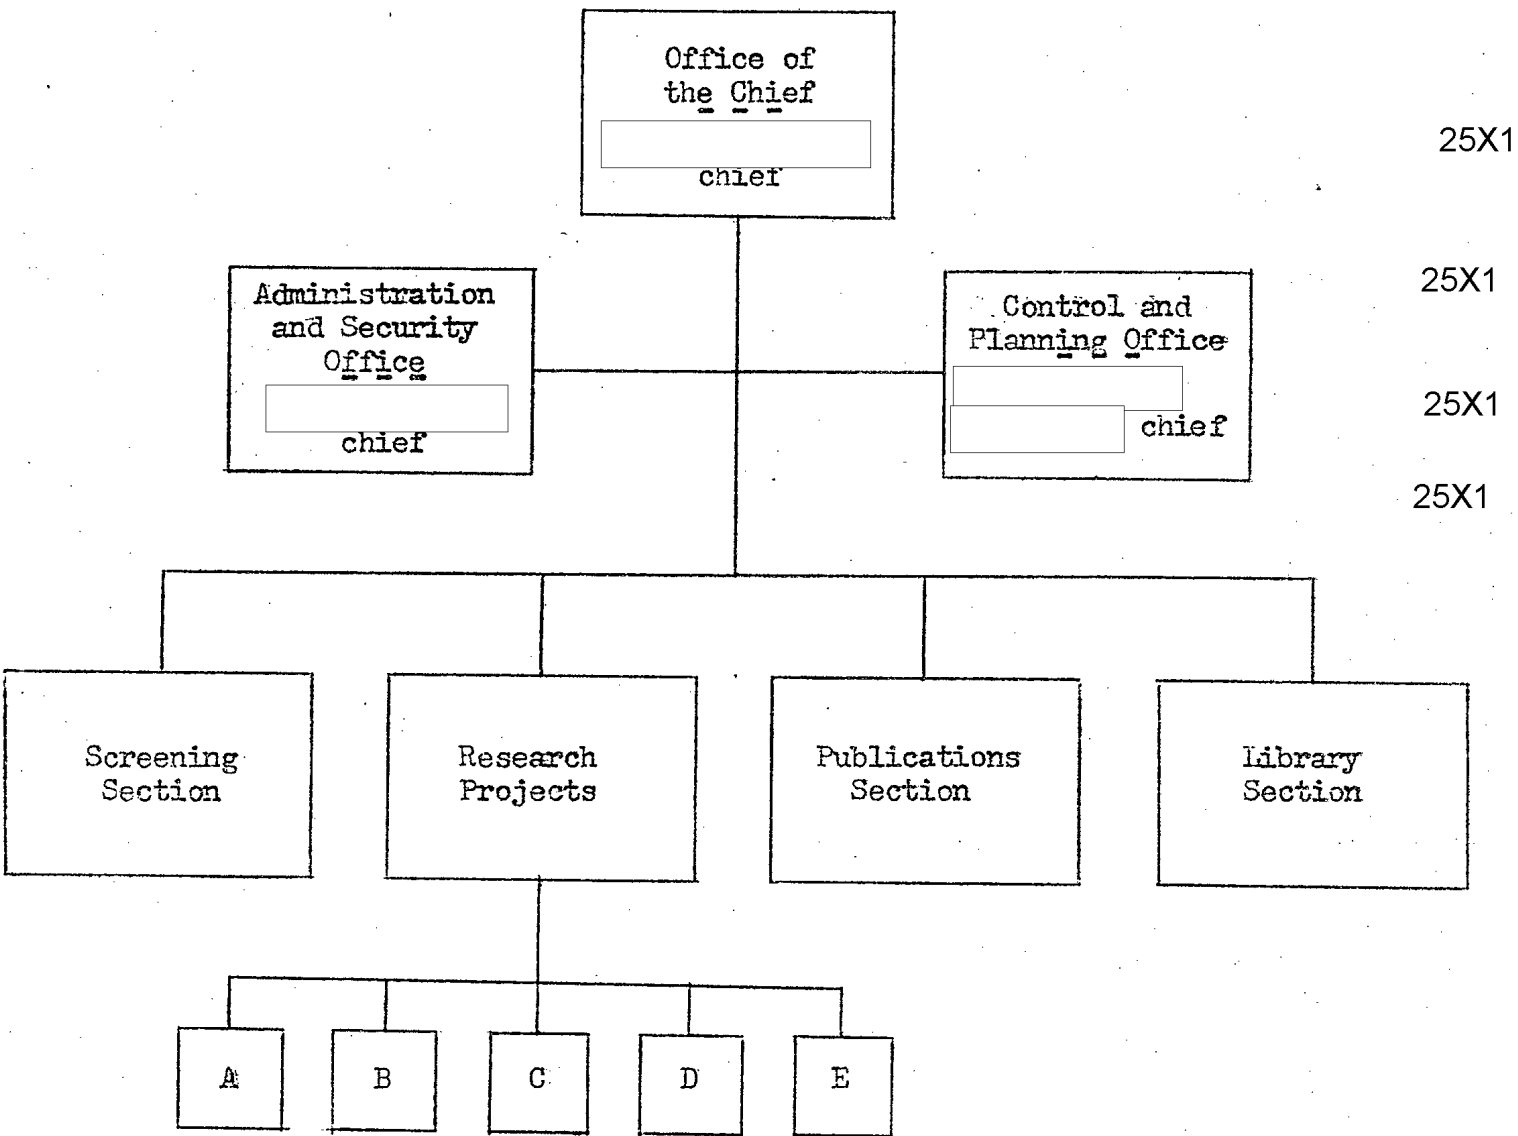 Office of
the Chief
25X1
chief
Administration
and Security
Office
chief
Control and
Planning Office
chief
25X1
25X1
25X1
Screening
Section
Research
Projects
Publications
Section
Library
Section
A
B
C
D
E